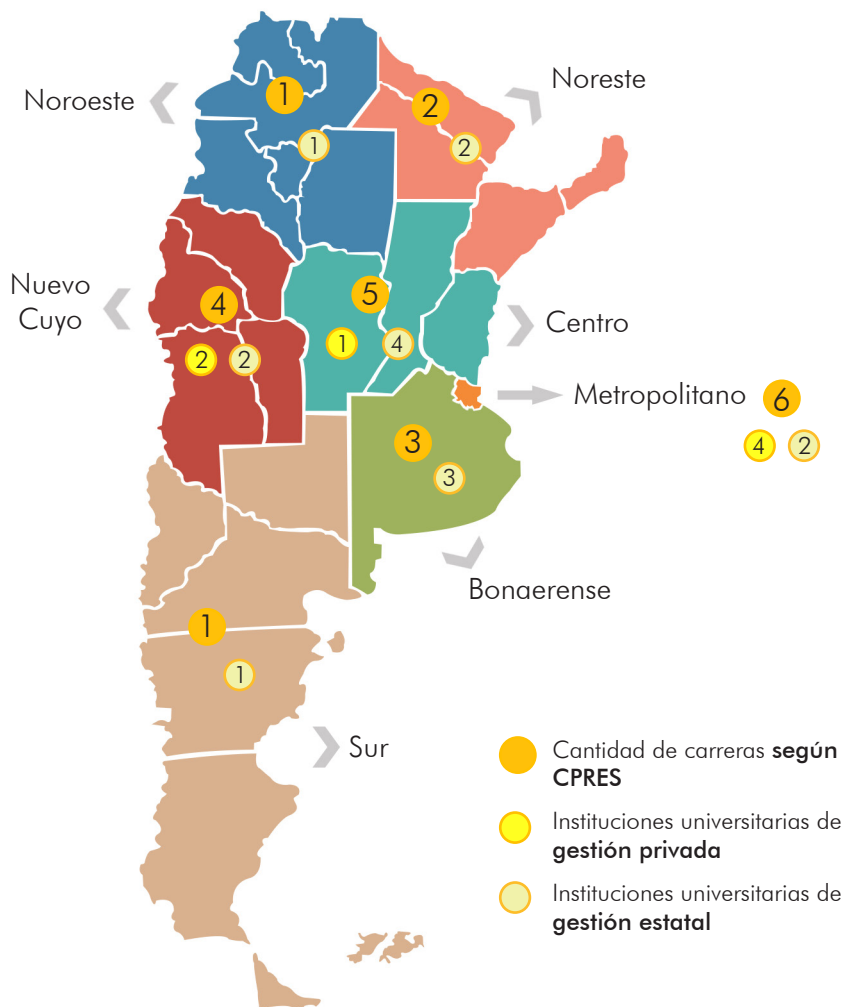 Noroeste
1
1
Noreste
2
2
Nuevo
Cuyo
4
2
2
5
1
4
Centro
Metropolitano
6
4
2
3
3
Bonaerense
1
1
Sur
Cantidad de carreras según
CPRES
Instituciones universitarias de
gestión privada
Instituciones universitarias de
gestión estatal